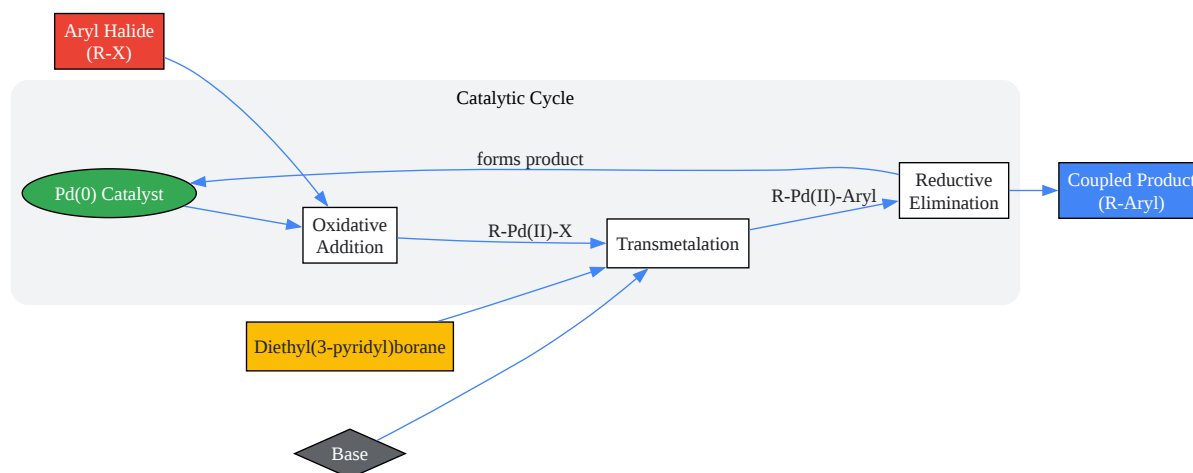 Aryl Halide
(R-X)
Catalytic Cycle
forms product
Pd(0) Catalyst
Oxidative
Addition
R-Pd(II)-X
Transmetalation
R-Pd(II)-Aryl
Reductive
Elimination
Coupled Product
(R-Aryl)
Diethyl(3-pyridyl)borane
Base